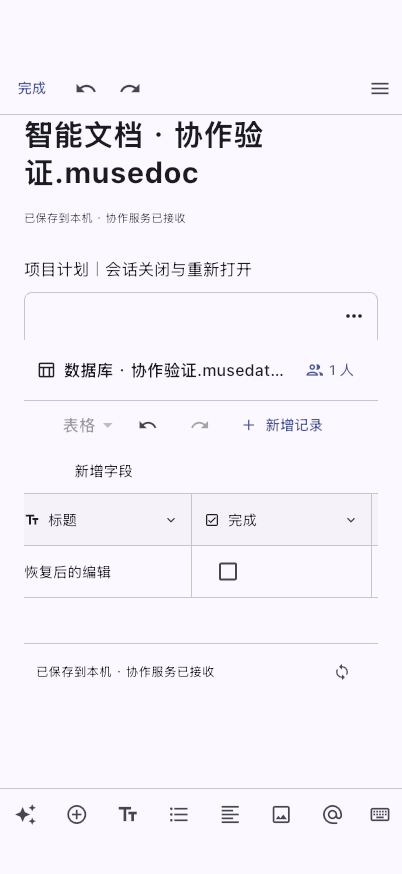 完成
智能文档 · 协作验
证.musedoc
已保存到本机 · 协作服务已接收
项目计划｜会话关闭与重新打开
数据库 · 协作验证.musedat... 1 人
表格 新增记录
新增字段
标题 完成
恢复后的编辑
已保存到本机 · 协作服务已接收